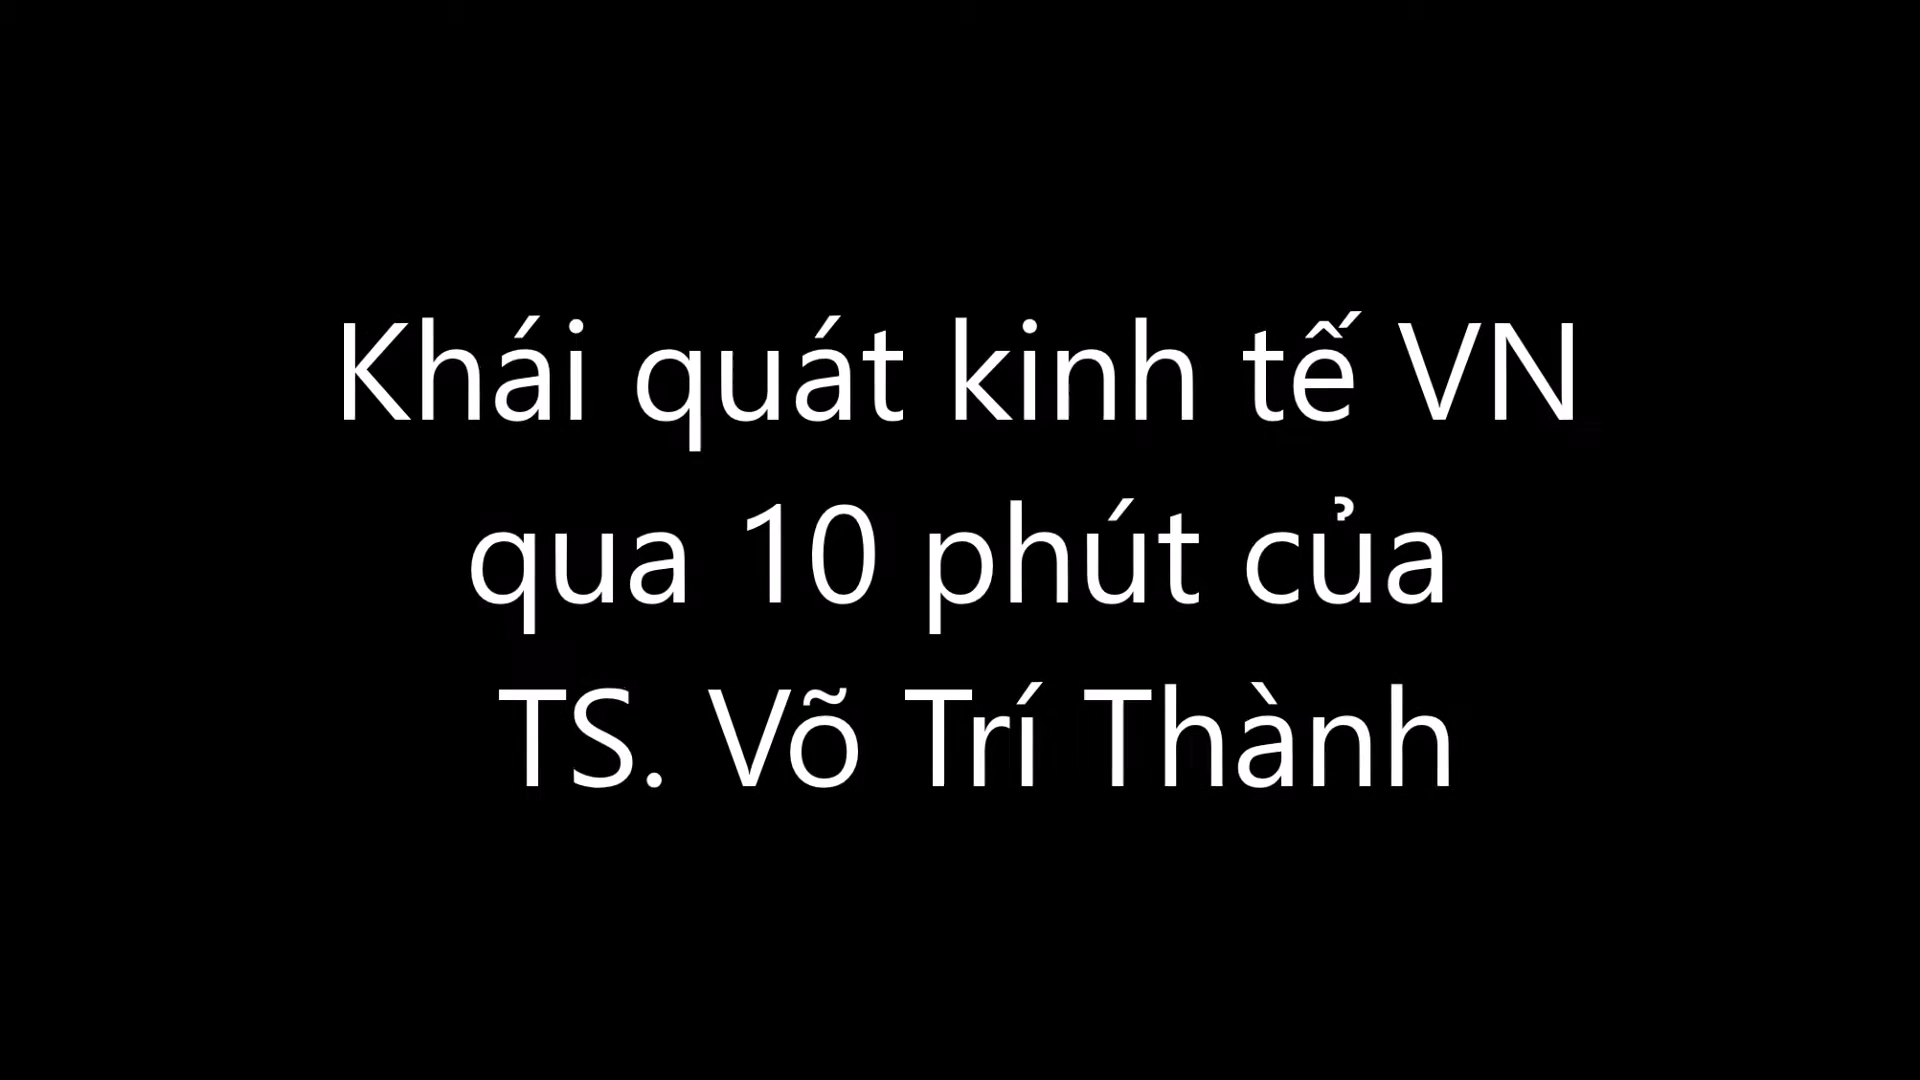 Khái quát kinh tế VN
qua 10 phút của
TS. Võ Trí Thành